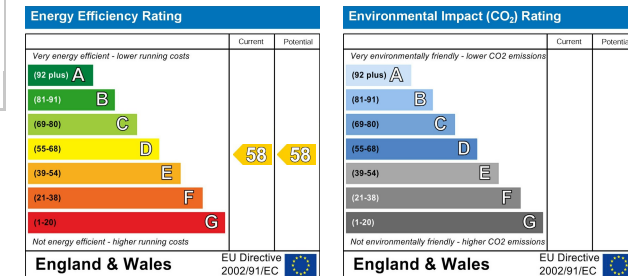 Energy Efficiency Rating
Current Potential
Very energy efficient - lower running costs
(92 plus) A
(81-91) B
(69-80) C
(55-68) D 58 58
(39-54) E
(21-38) F
(1-20) G
Not energy efficient - higher running costs
England & Wales
EU Directive
2002/91/EC
Environmental Impact (CO₂) Rating
Current Potential
Very environmentally friendly - lower CO2 emissions
(92 plus) A
(81-91) B
(69-80) C
(55-68) D
(39-54) E
(21-38) F
(1-20) G
Not environmentally friendly - higher CO2 emissions
England & Wales
EU Directive
2002/91/EC